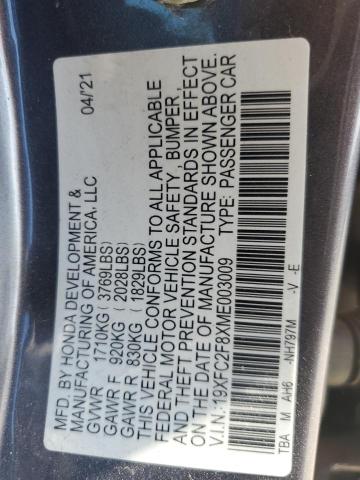 MFD. BY HONDA DEVELOPMENT & 04/'21
MANUFACTURING OF AMERICA, LLC
GVWR 1710KG (3769LBS)
GAWR F 920KG (2028LBS)
GAWR R 830KG (1829LBS)
THIS VEHICLE CONFORMS TO ALL APPLICABLE
FEDERAL MOTOR VEHICLE SAFETY, BUMPER,
AND THEFT PREVENTION STANDARDS IN EFFECT
ON THE DATE OF MANUFACTURE SHOWN ABOVE.
V.I.N.: 19XFC2F8XME003009 TYPE: PASSENGER CAR
TBA M AH6 -NH797M -V -E